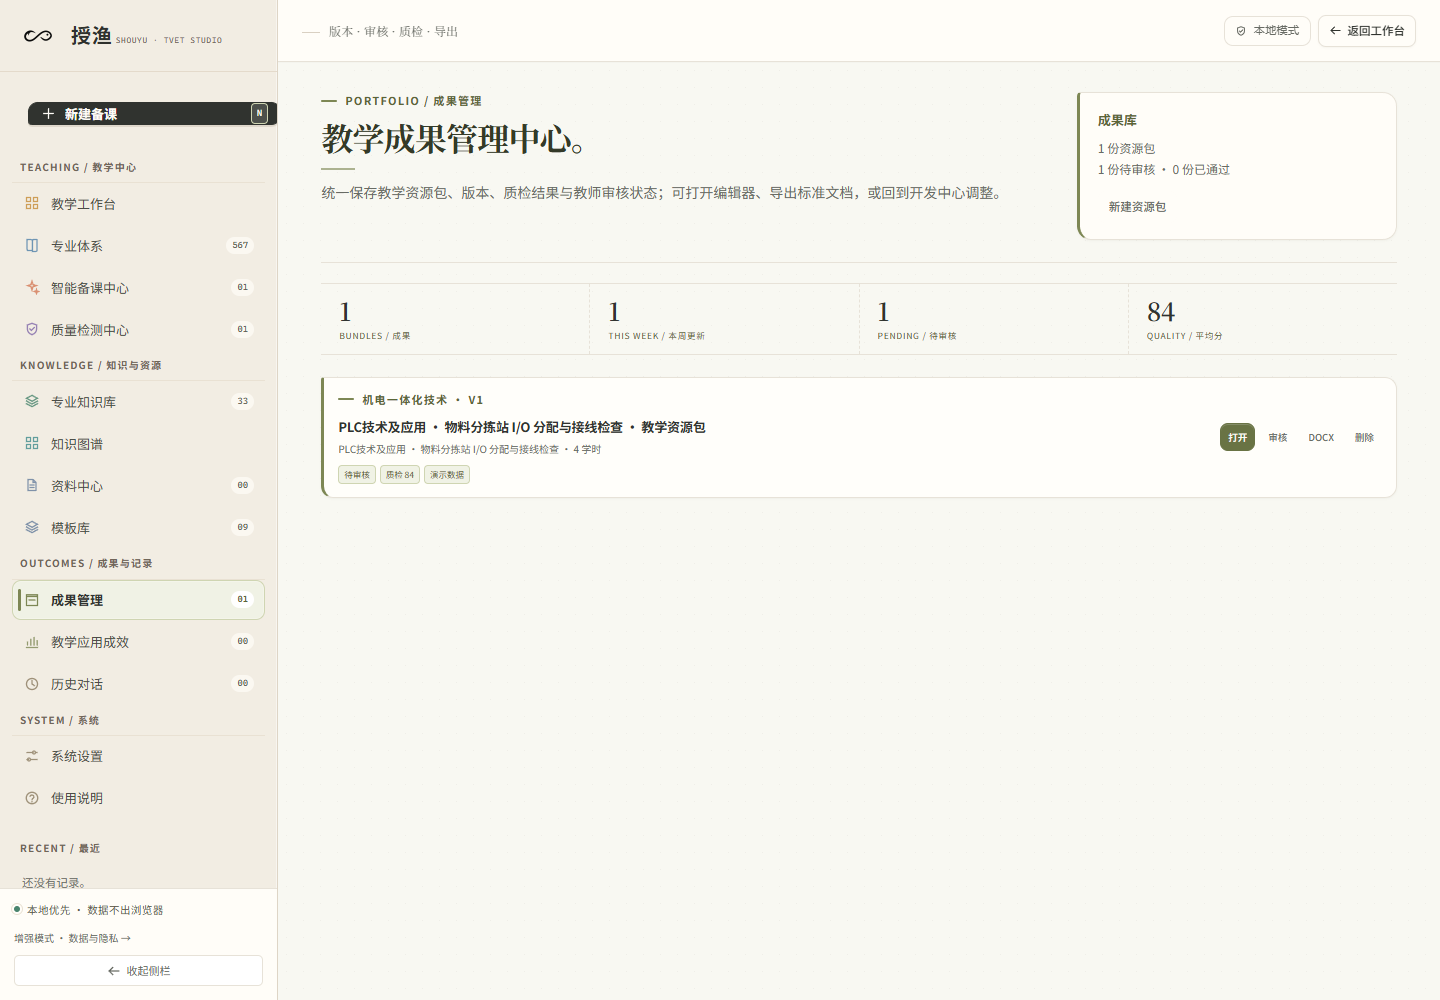 授渔 SHOUYU · TVET STUDIO
新建备课 N
TEACHING / 教学中心
教学工作台
专业体系 567
智能备课中心 01
质量检测中心 01
KNOWLEDGE / 知识与资源
专业知识库 33
知识图谱
资料中心 00
模板库 09
OUTCOMES / 成果与记录
成果管理 01
教学应用成效 00
历史对话 00
SYSTEM / 系统
系统设置
使用说明
RECENT / 最近
还没有记录。
本地优先 · 数据不出浏览器
增强模式 · 数据与隐私 →
← 收起侧栏
版本 · 审核 · 质检 · 导出
本地模式
← 返回工作台
PORTFOLIO / 成果管理
教学成果管理中心。
统一保存教学资源包、版本、质检结果与教师审核状态；可打开编辑器、导出标准文档，或回到开发中心调整。
成果库
1 份资源包
1 份待审核 · 0 份已通过
新建资源包
1
BUNDLES / 成果
1
THIS WEEK / 本周更新
1
PENDING / 待审核
84
QUALITY / 平均分
机电一体化技术 · V1
PLC技术及应用 · 物料分拣站 I/O 分配与接线检查 · 教学资源包
PLC技术及应用 · 物料分拣站 I/O 分配与接线检查 · 4 学时
待审核 质检 84 演示数据
打开 审核 DOCX 删除